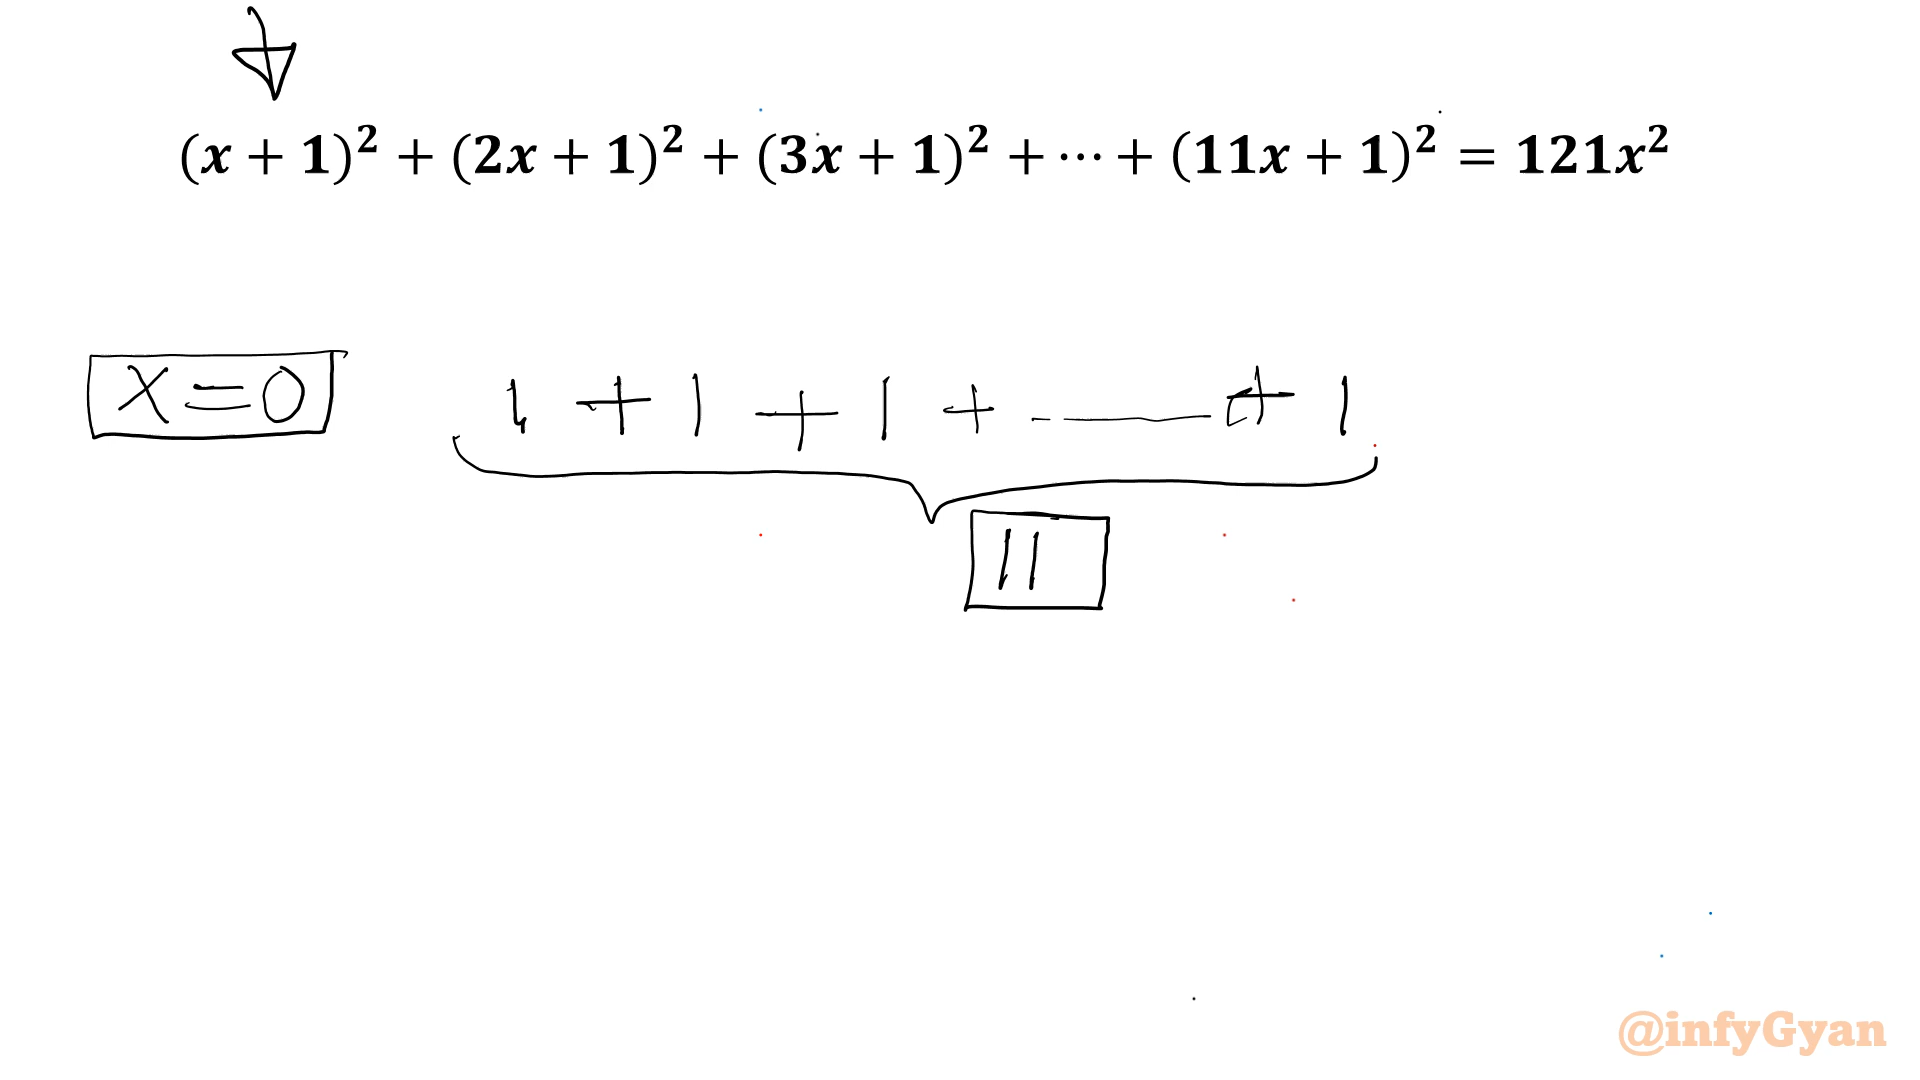 (x + 1)² + (2x + 1)² + (3x + 1)² + ⋯ + (11x + 1)² = 121x²
x = 0 1 + 1 + 1 + ------ + 1
11
@infyGyan